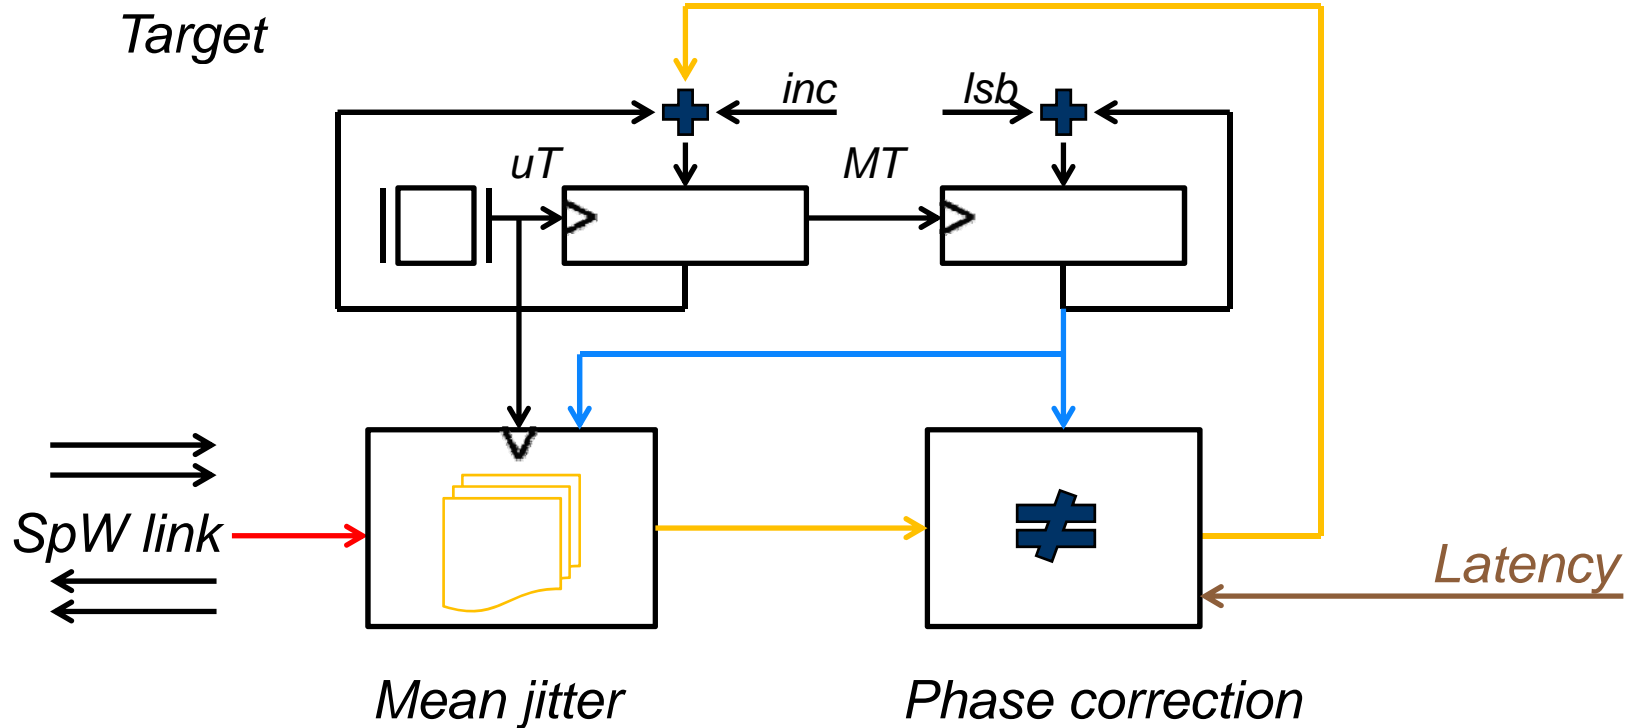 Target
inc
lsb
uT
MT
SpW link
Latency
Mean jitter
Phase correction